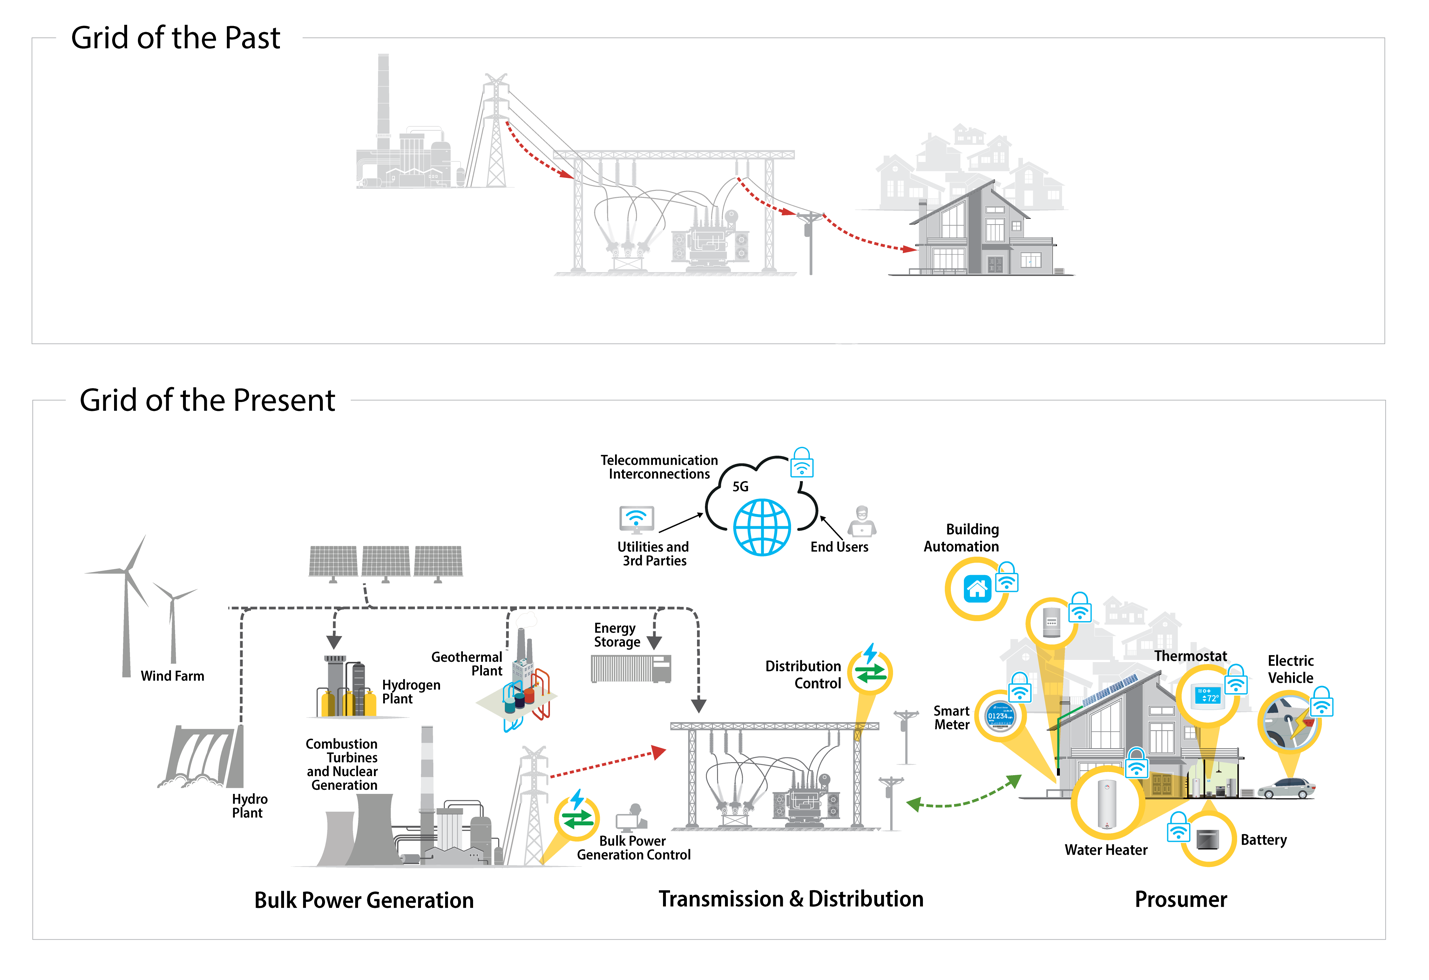 Grid of the Past
Grid of the Present
Telecommunication
Interconnections
5G
Utilities and
3rd Parties
End Users
Building
Automation
Wind Farm
Hydrogen
Plant
Geothermal
Plant
Energy
Storage
Distribution
Control
Thermostat
72°
Electric
Vehicle
Smart
Meter
01234
Combustion
Turbines
and Nuclear
Generation
Hydro
Plant
Bulk Power
Generation Control
Water Heater
Battery
Bulk Power Generation
Transmission & Distribution
Prosumer